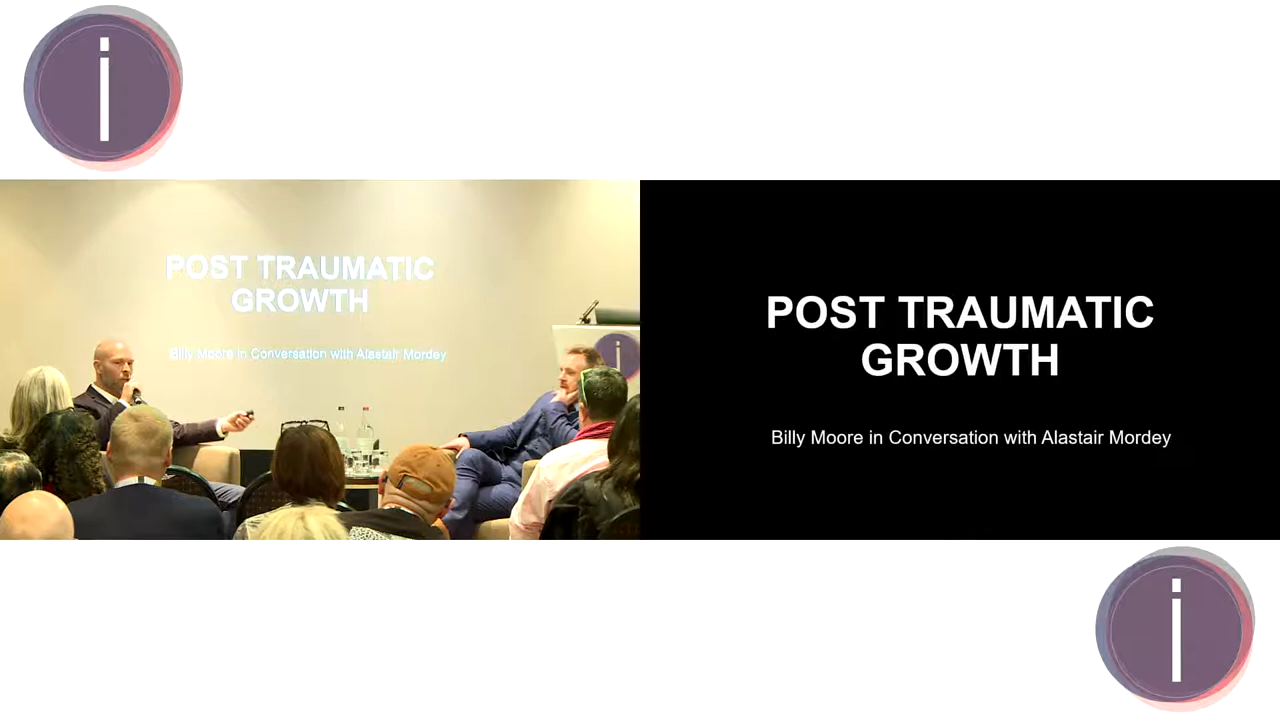 i
POST TRAUMATIC
GROWTH
Billy Moore in Conversation with Alastair Mordey
i
POST TRAUMATIC
GROWTH
Billy Moore in Conversation with Alastair Mordey
i